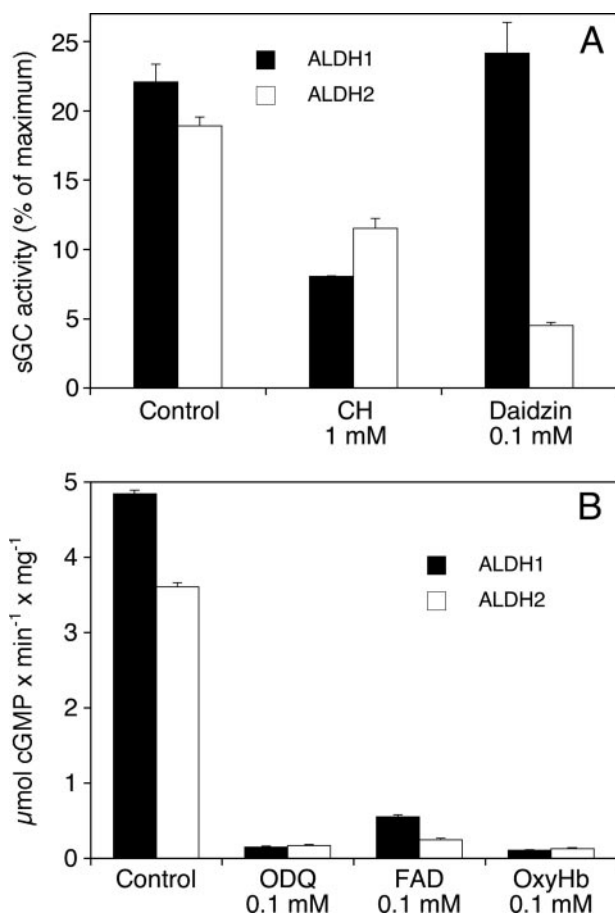 A
25
20
15
10
5
0
sGC activity (% of maximum)
ALDH1
ALDH2
Control
CH
1 mM
Daidzin
0.1 mM
B
5
4
3
2
1
0
µmol cGMP x min⁻¹ x mg⁻¹
ALDH1
ALDH2
Control
ODQ
0.1 mM
FAD
0.1 mM
OxyHb
0.1 mM